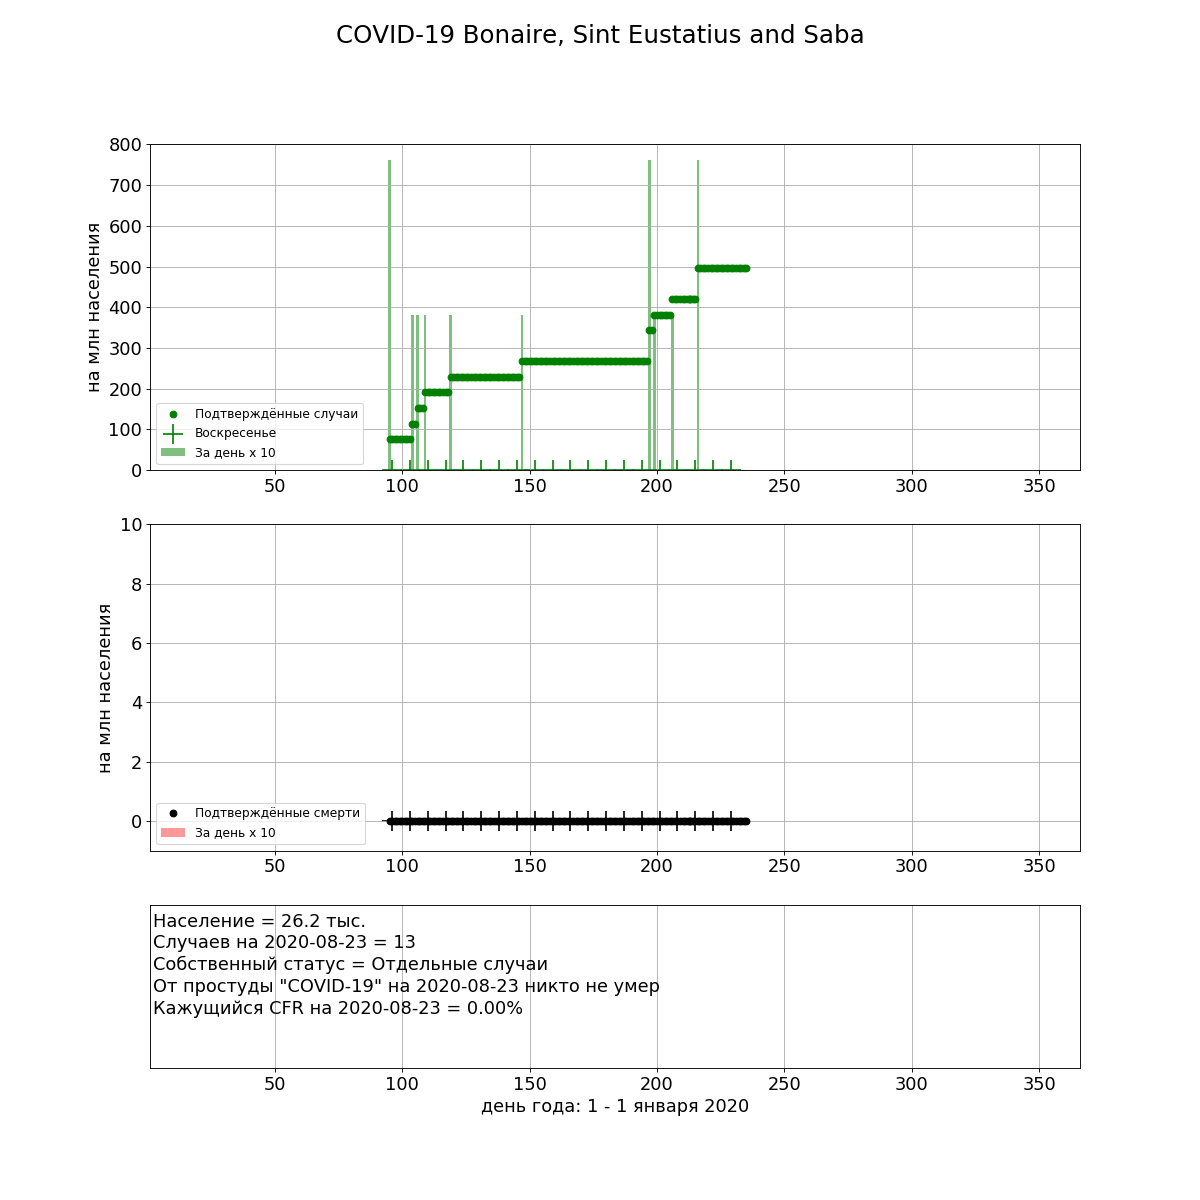 COVID-19 Bonaire, Sint Eustatius and Saba
800
700
600
500
400
300
200
100
0
на млн населения
Подтверждённые случаи
Воскресенье
За день x 10
50 100 150 200 250 300 350
10
8
6
4
2
0
на млн населения
Подтверждённые смерти
За день x 10
50 100 150 200 250 300 350
Население = 26.2 тыс.
Случаев на 2020-08-23 = 13
Собственный статус = Отдельные случаи
От простуды "COVID-19" на 2020-08-23 никто не умер
Кажущийся CFR на 2020-08-23 = 0.00%
50 100 150 200 250 300 350
день года: 1 - 1 января 2020